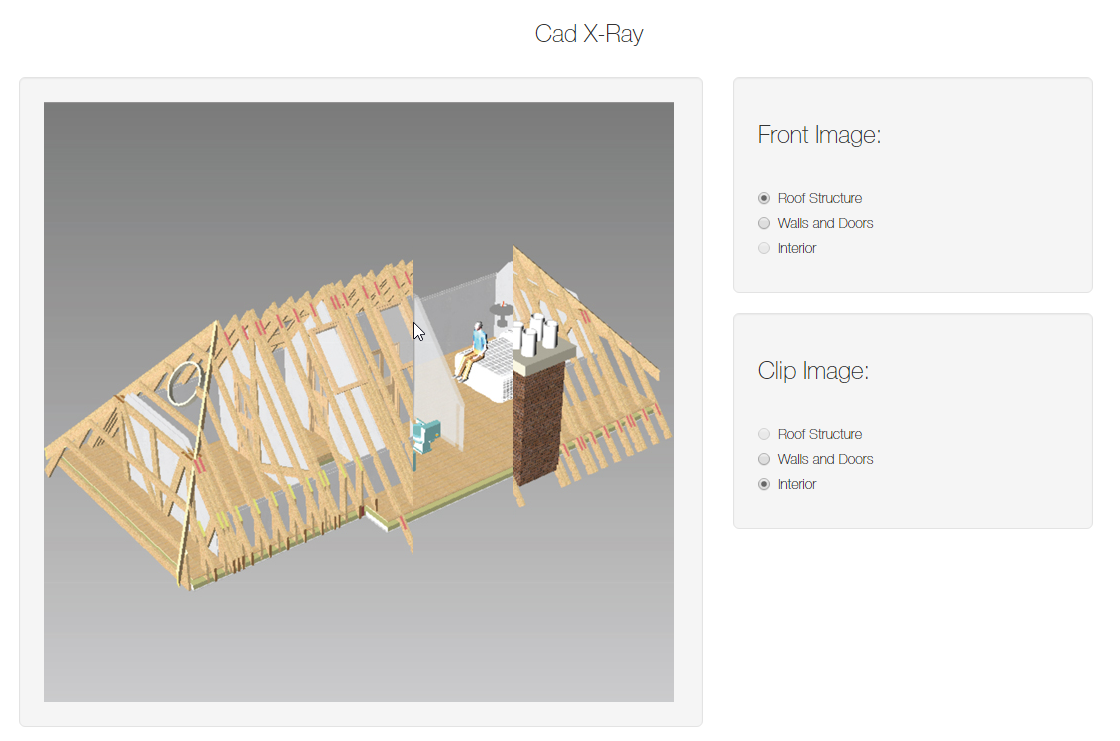 Cad X-Ray
Front Image:
Roof Structure
Walls and Doors
Interior
Clip Image:
Roof Structure
Walls and Doors
Interior